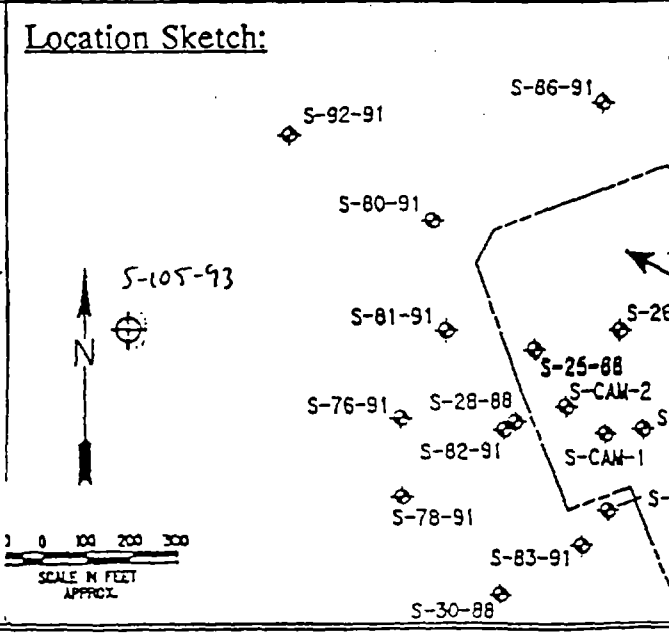 Location Sketch:
S-86-91
S-92-91
S-80-91
S-105-93
S-81-91
S-26
N
S-25-88
S-CAM-2
S-76-91
S-28-88
S
S-82-91
S-CAM-1
S-
S-78-91
0 100 200 300
S-83-91
SCALE IN FEET
APPROX.
S-30-88